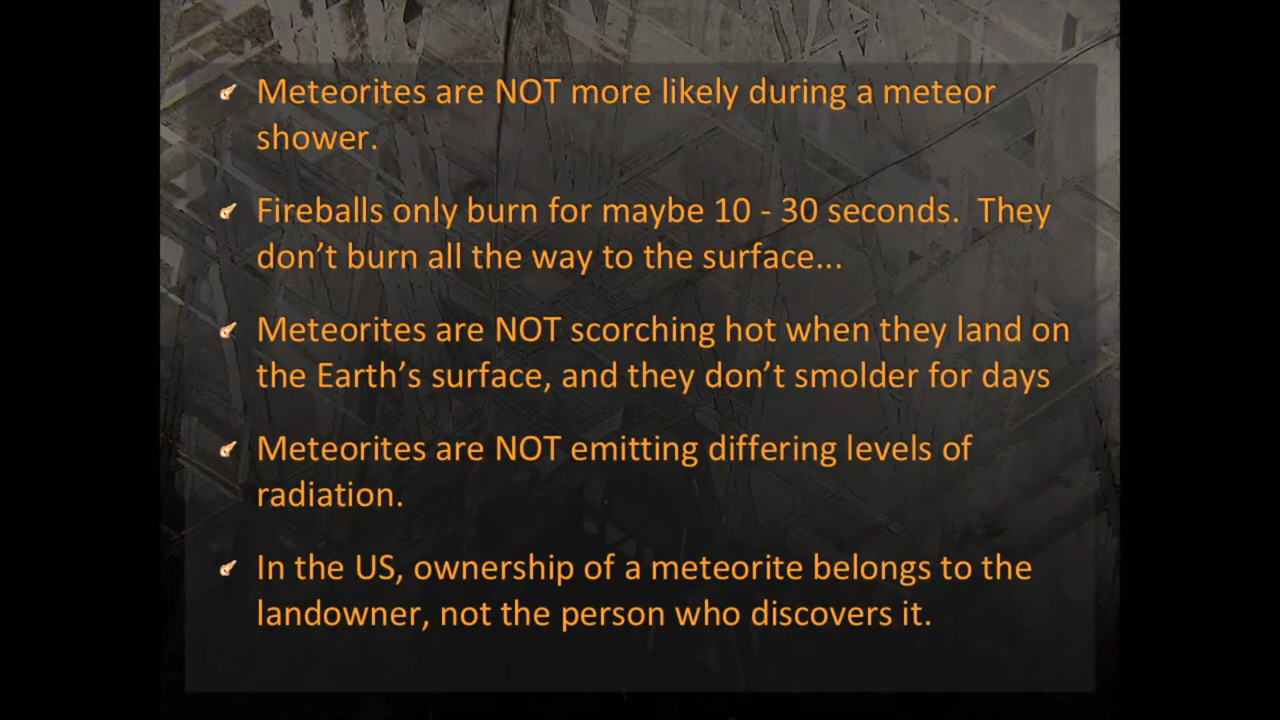 Meteorites are NOT more likely during a meteor
shower.
Fireballs only burn for maybe 10 - 30 seconds.  They
don’t burn all the way to the surface...
Meteorites are NOT scorching hot when they land on
the Earth’s surface, and they don’t smolder for days
Meteorites are NOT emitting differing levels of
radiation.
In the US, ownership of a meteorite belongs to the
landowner, not the person who discovers it.